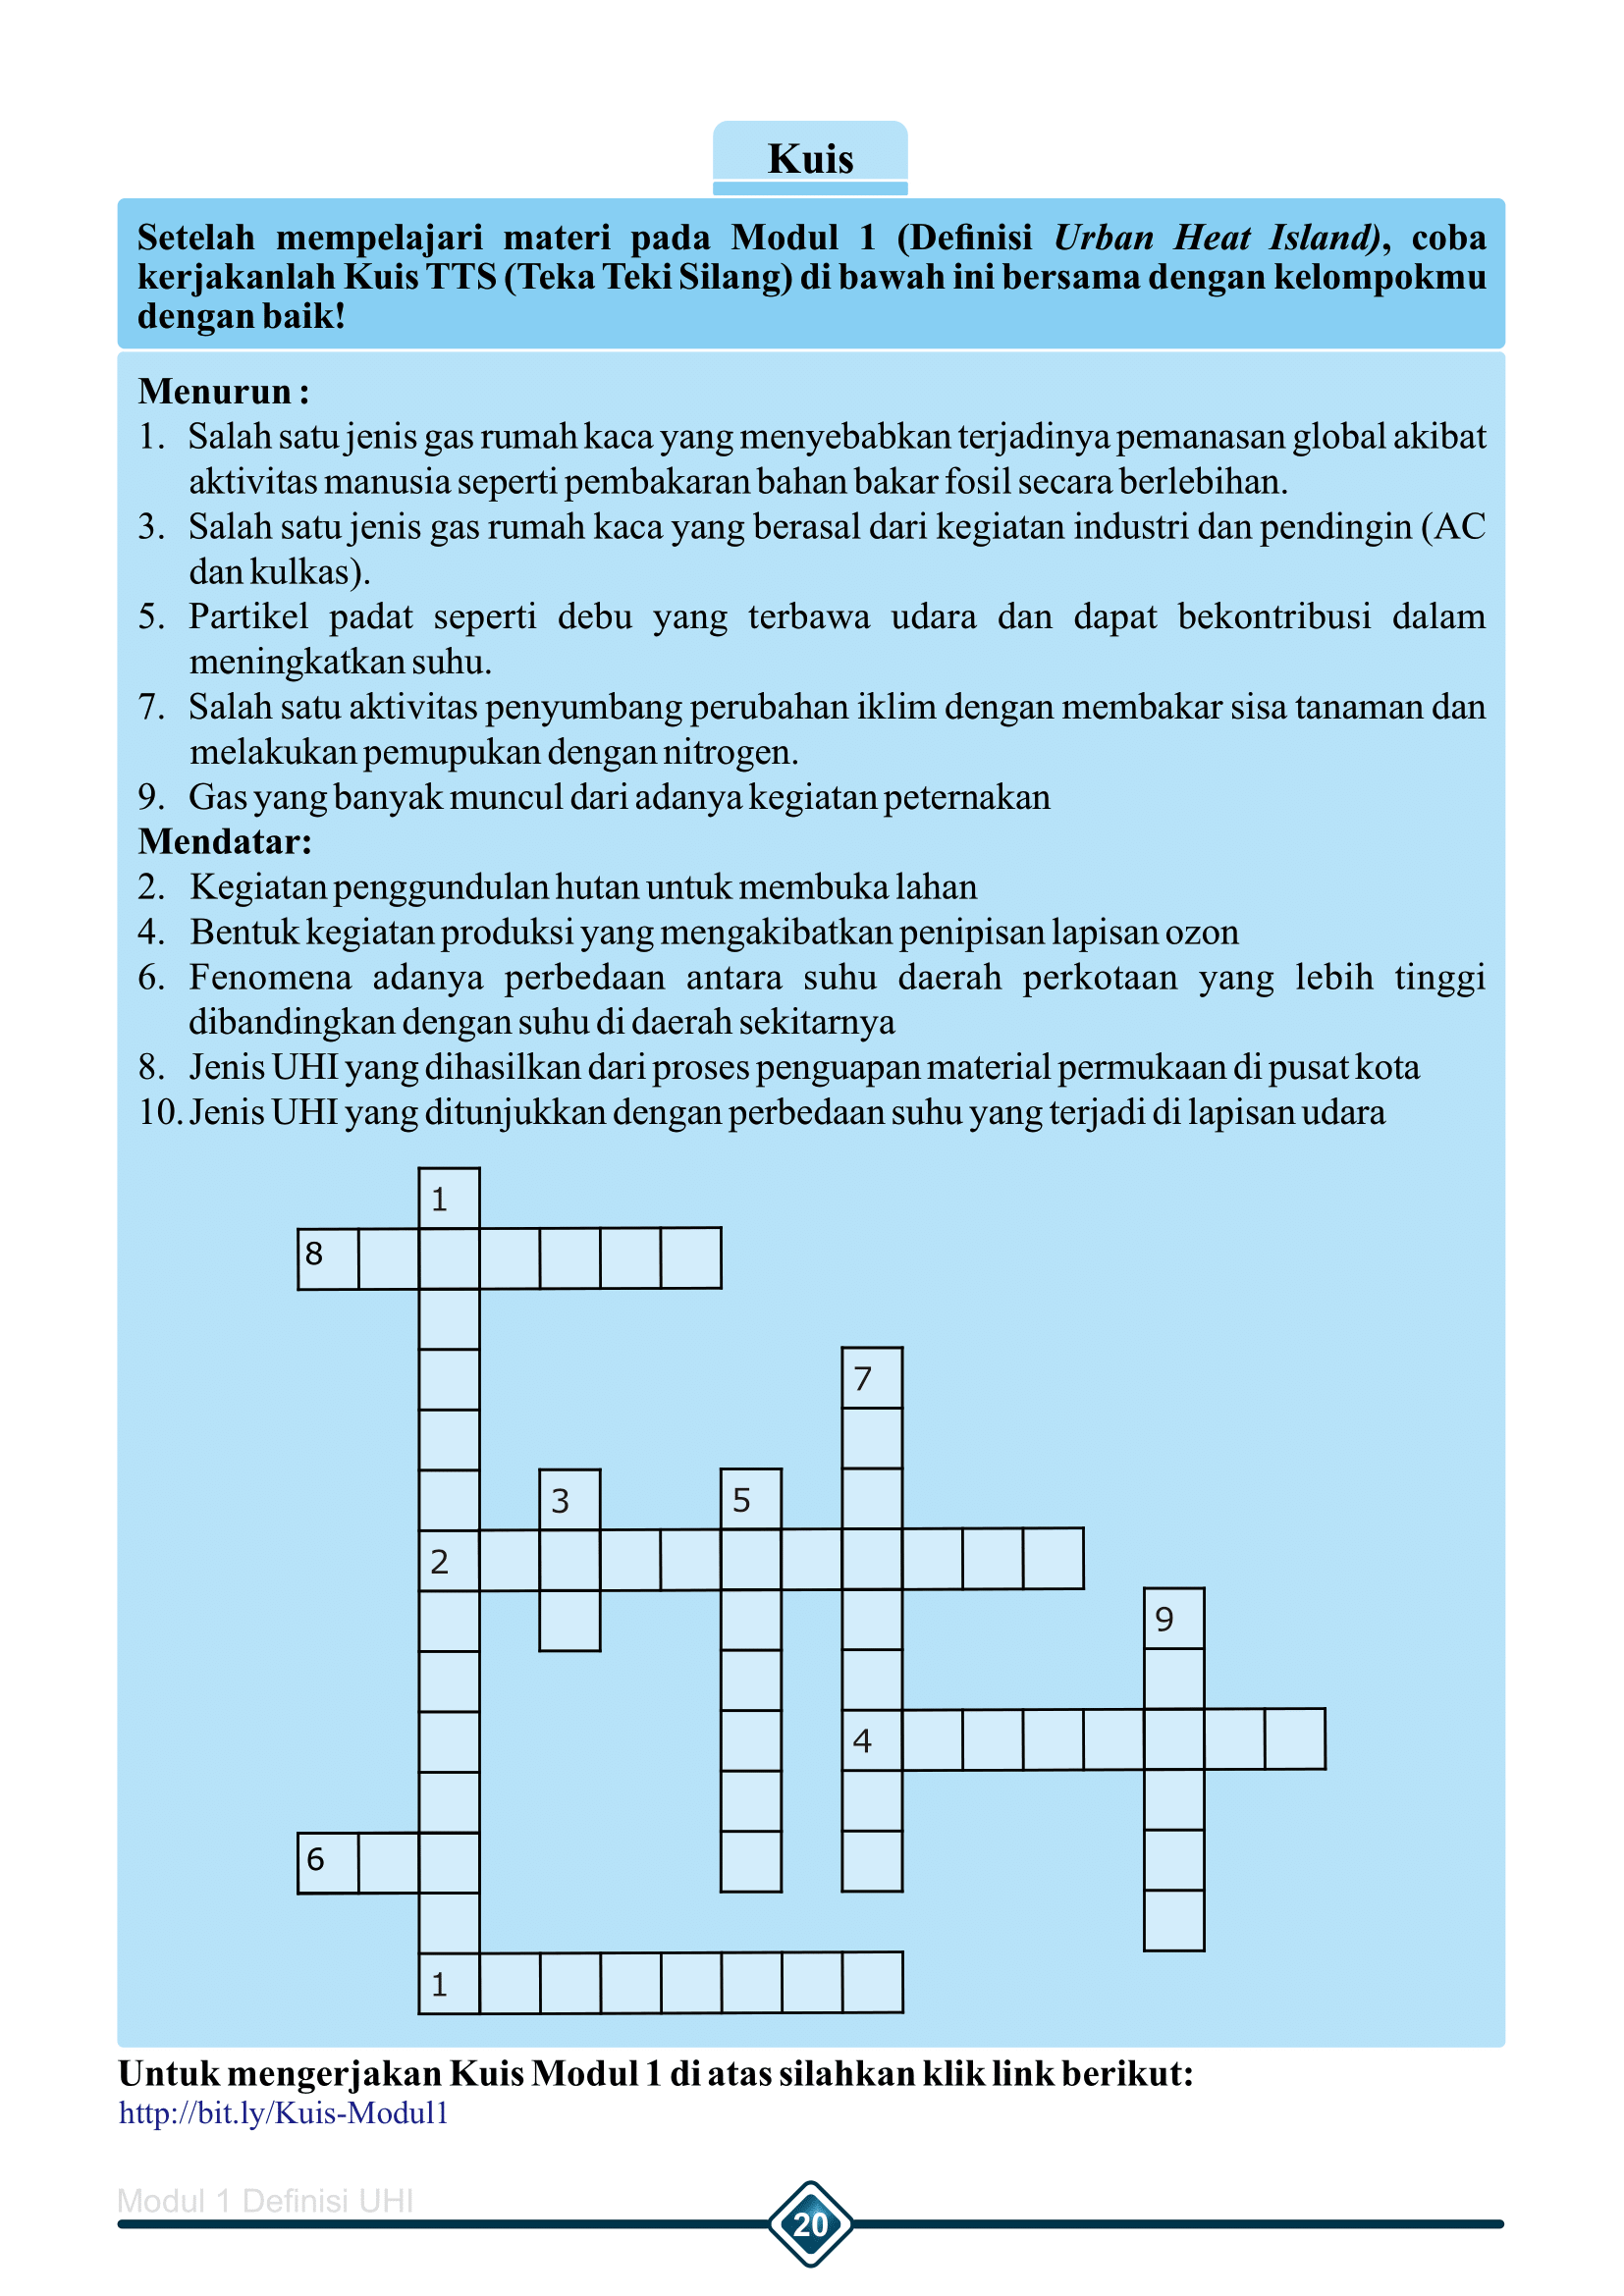 Kuis
Setelah mempelajari materi pada Modul 1 (Definisi Urban Heat Island), coba
kerjakanlah Kuis TTS (Teka Teki Silang) di bawah ini bersama dengan kelompokmu
dengan baik!
Menurun :
1. Salah satu jenis gas rumah kaca yang menyebabkan terjadinya pemanasan global akibat
aktivitas manusia seperti pembakaran bahan bakar fosil secara berlebihan.
3. Salah satu jenis gas rumah kaca yang berasal dari kegiatan industri dan pendingin (AC
dan kulkas).
5. Partikel padat seperti debu yang terbawa udara dan dapat bekontribusi dalam
meningkatkan suhu.
7. Salah satu aktivitas penyumbang perubahan iklim dengan membakar sisa tanaman dan
melakukan pemupukan dengan nitrogen.
9. Gas yang banyak muncul dari adanya kegiatan peternakan
Mendatar:
2. Kegiatan penggundulan hutan untuk membuka lahan
4. Bentuk kegiatan produksi yang mengakibatkan penipisan lapisan ozon
6. Fenomena adanya perbedaan antara suhu daerah perkotaan yang lebih tinggi
dibandingkan dengan suhu di daerah sekitarnya
8. Jenis UHI yang dihasilkan dari proses penguapan material permukaan di pusat kota
10. Jenis UHI yang ditunjukkan dengan perbedaan suhu yang terjadi di lapisan udara
1
8
7
3 5
2
9
4
6
1
Untuk mengerjakan Kuis Modul 1 di atas silahkan klik link berikut:
http://bit.ly/Kuis-Modul1
Modul 1 Definisi UHI
20